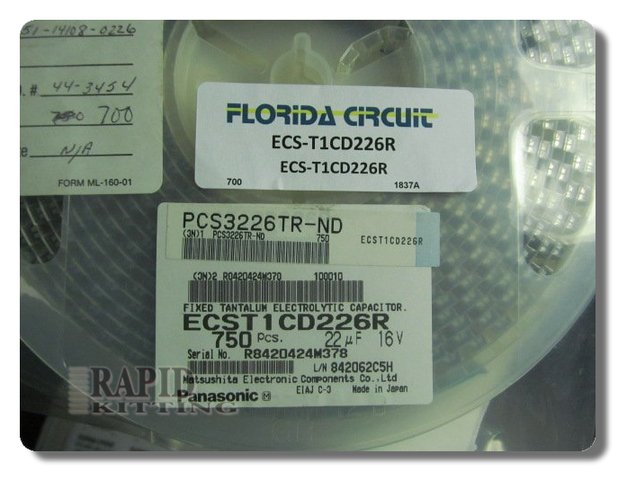 51-14108-0226
# 44-3454
700
N/A
FORM ML-160-01
FLORIDA CIRCUIT
ECS-T1CD226R
ECS-T1CD226R
700 1837A
PCS3226TR-ND
(3N)1 PCS3226TR-ND 750 ECST1CD226R
(3N)2 R0420424M370 100010
FIXED TANTALUM ELECTROLYTIC CAPACITOR.
ECST1CD226R
750 Pcs. 22µF 16V
Serial No. R8420424M378
L/N 842062C5H
Matsushita Electronic Components Co.,Ltd
Panasonic EIAJ C-3 Made in Japan
RAPID
KITTING